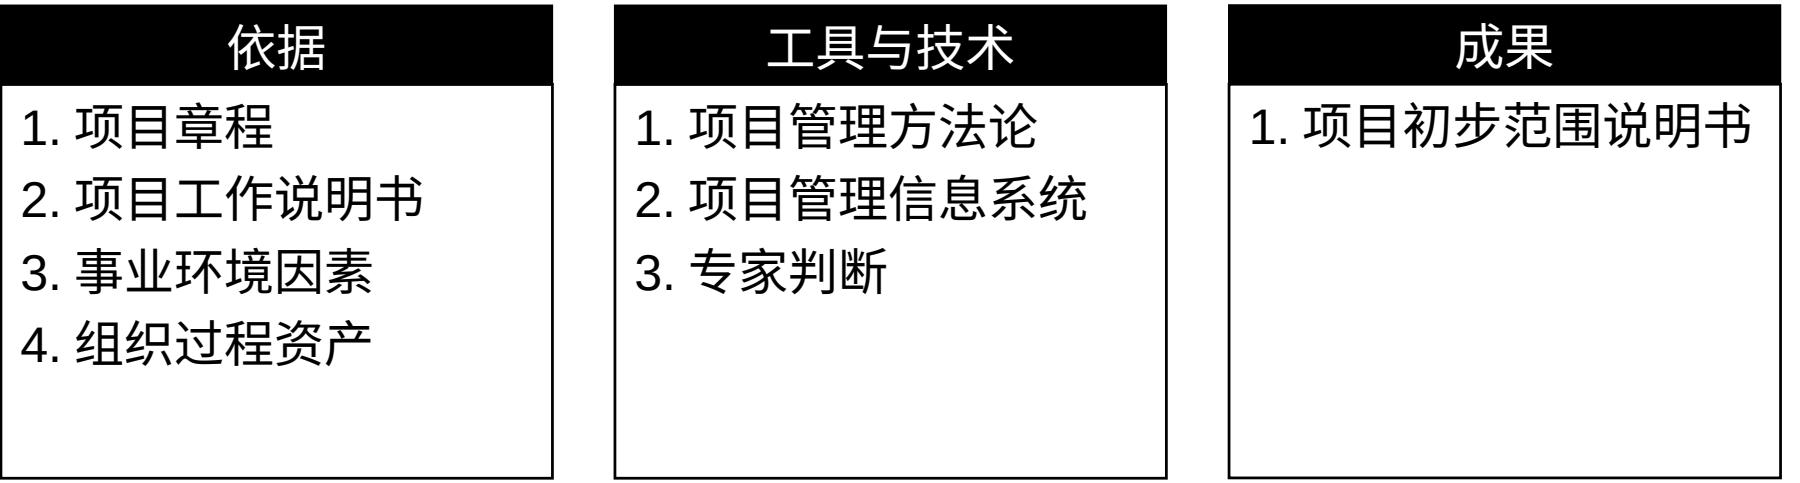 依据
1. 项目章程
2. 项目工作说明书
3. 事业环境因素
4. 组织过程资产
工具与技术
1. 项目管理方法论
2. 项目管理信息系统
3. 专家判断
成果
1. 项目初步范围说明书